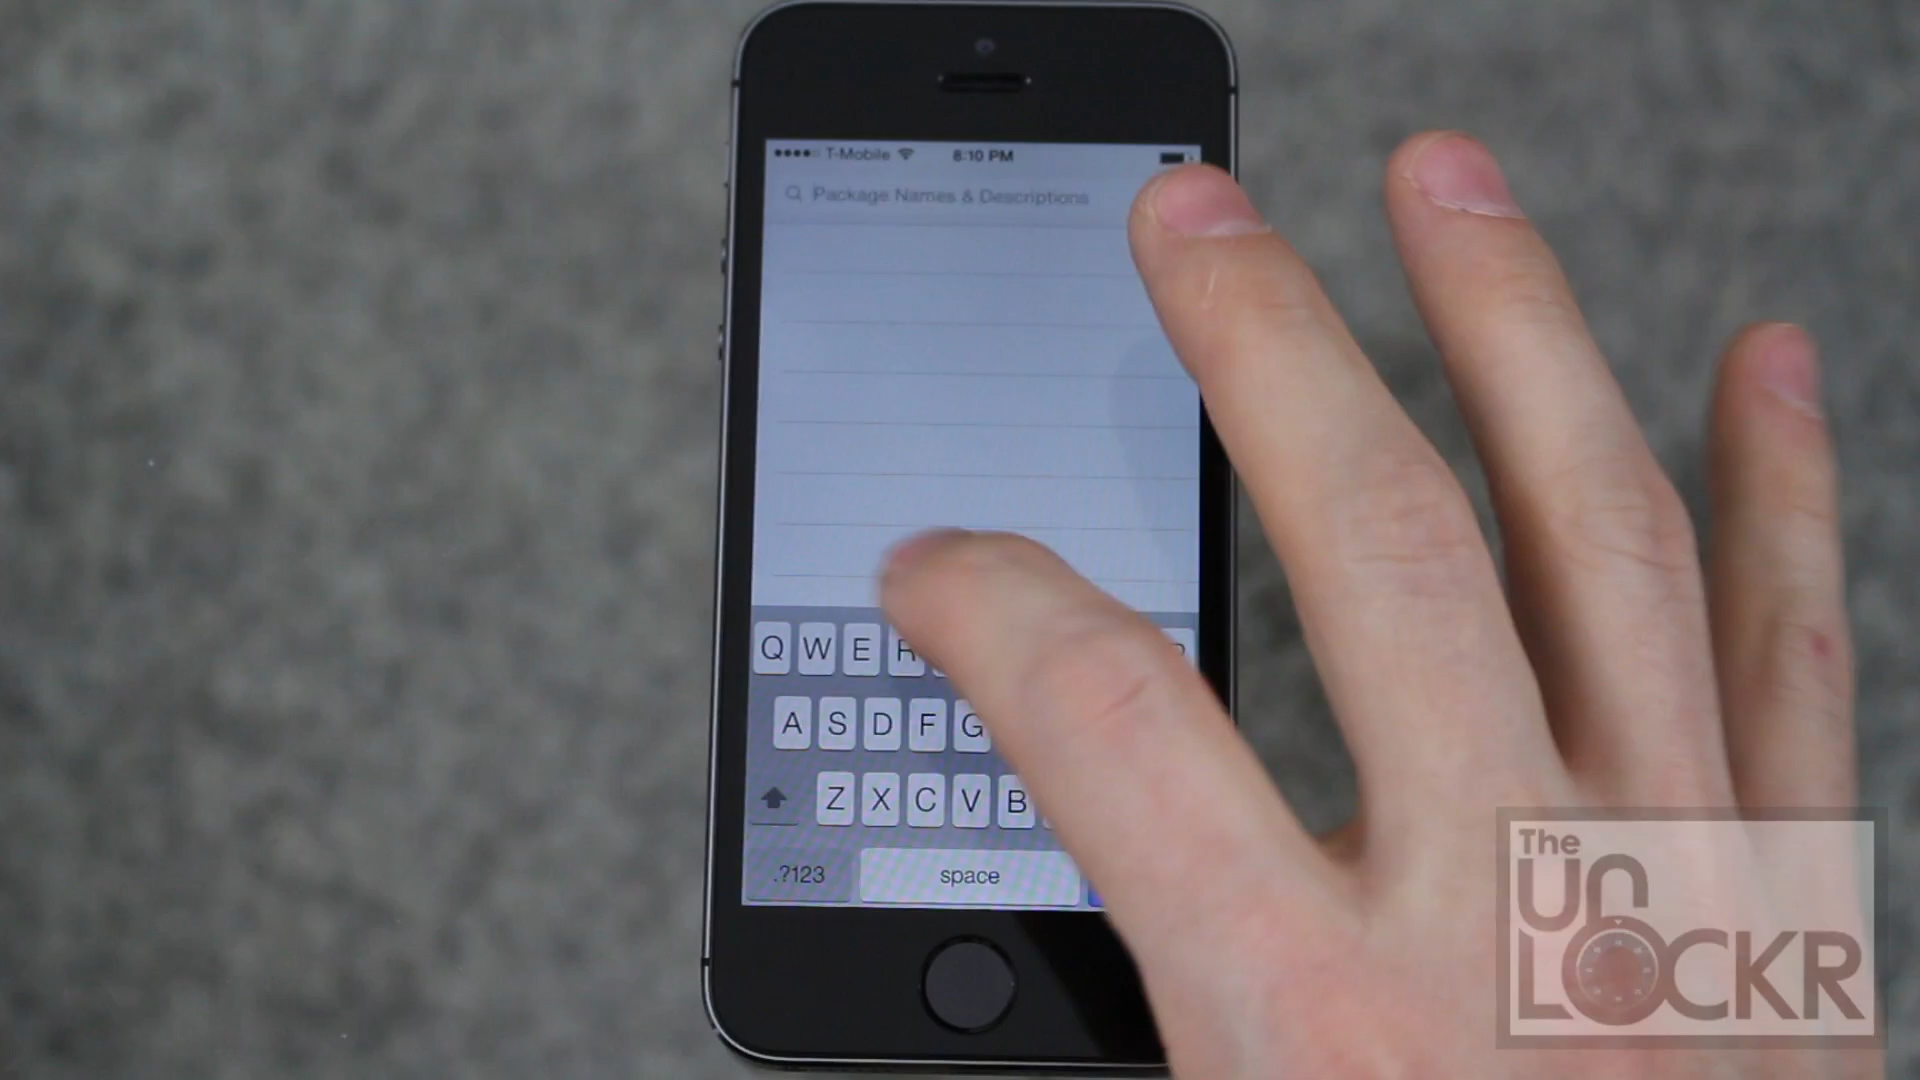 T-Mobile 8:10 PM
Package Names & Descriptions
Q W E R
A S D F G
Z X C V B
.?123 space
The
UN
LOCKR